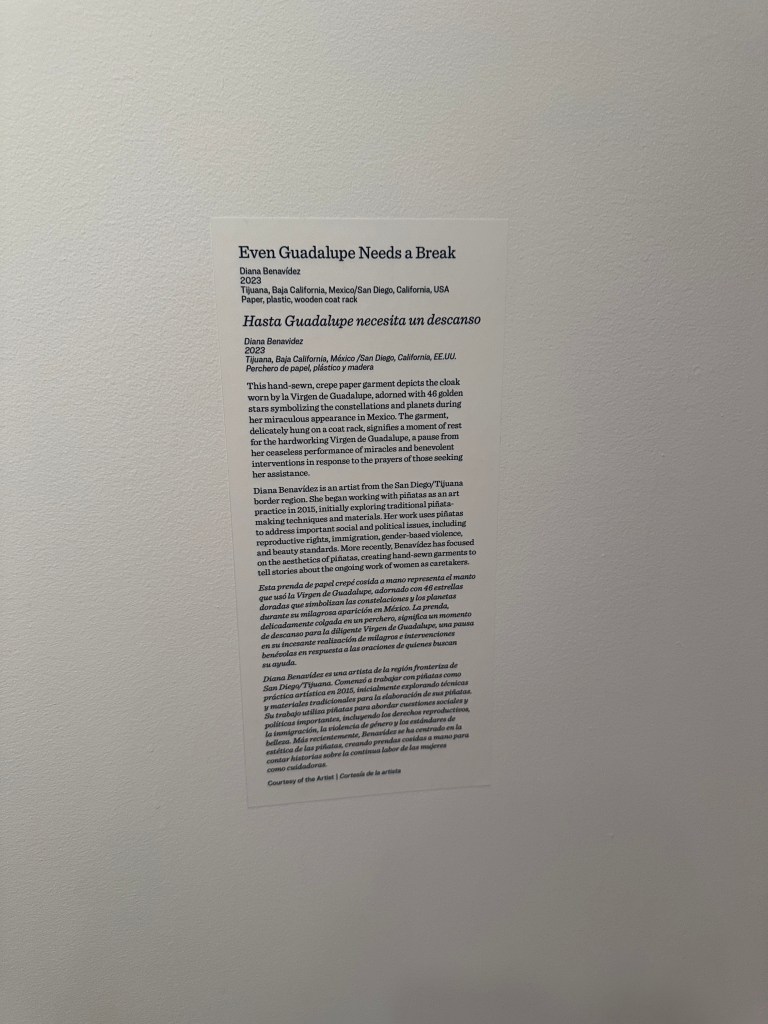 Even Guadalupe Needs a Break
Diana Benavídez
2023
Tijuana, Baja California, Mexico/San Diego, California, USA
Paper, plastic, wooden coat rack
Hasta Guadalupe necesita un descanso
Diana Benavidez
2023
Tijuana, Baja California, México /San Diego, California, EE.UU.
Perchero de papel, plástico y madera
This hand-sewn, crepe paper garment depicts the cloak
worn by la Virgen de Guadalupe, adorned with 46 golden
stars symbolizing the constellations and planets during
her miraculous appearance in Mexico. The garment,
delicately hung on a coat rack, signifies a moment of rest
for the hardworking Virgen de Guadalupe, a pause from
her ceaseless performance of miracles and benevolent
interventions in response to the prayers of those seeking
her assistance.
Diana Benavídez is an artist from the San Diego/Tijuana
border region. She began working with piñatas as an art
practice in 2015, initially exploring traditional piñata-
making techniques and materials. Her work uses piñatas
to address important social and political issues, including
reproductive rights, immigration, gender-based violence,
and beauty standards. More recently, Benavídez has focused
on the aesthetics of piñatas, creating hand-sewn garments to
tell stories about the ongoing work of women as caretakers.
Esta prenda de papel crepé cosida a mano representa el manto
que usó la Virgen de Guadalupe, adornado con 46 estrellas
doradas que simbolizan las constelaciones y los planetas
durante su milagrosa aparición en México. La prenda,
delicadamente colgada en un perchero, significa un momento
de descanso para la diligente Virgen de Guadalupe, una pausa
en su incesante realización de milagros e intervenciones
benévolas en respuesta a las oraciones de quienes buscan
su ayuda.
Diana Benavídez es una artista de la región fronteriza de
San Diego/Tijuana. Comenzó a trabajar con piñatas como
práctica artística en 2015, inicialmente explorando técnicas
y materiales tradicionales para la elaboración de sus piñatas.
Su trabajo utiliza piñatas para abordar cuestiones sociales y
políticas importantes, incluyendo los derechos reproductivos,
la inmigración, la violencia de género y los estándares de
belleza. Más recientemente, Benavídez se ha centrado en la
estética de las piñatas, creando prendas cosidas a mano para
contar historias sobre la continua labor de las mujeres
como cuidadoras.
Courtesy of the Artist | Cortesía de la artista